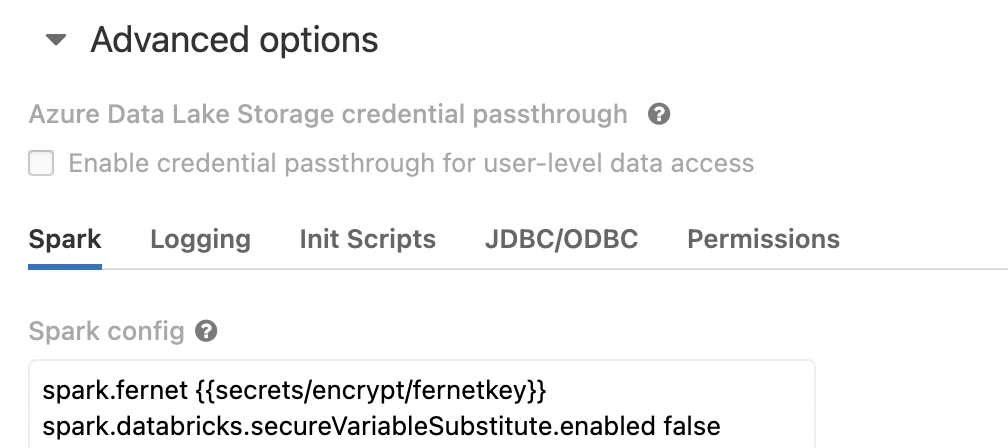 Advanced options
Azure Data Lake Storage credential passthrough ?
Enable credential passthrough for user-level data access
Spark Logging Init Scripts JDBC/ODBC Permissions
Spark config ?
spark.fernet {{secrets/encrypt/fernetkey}}
spark.databricks.secureVariableSubstitute.enabled false